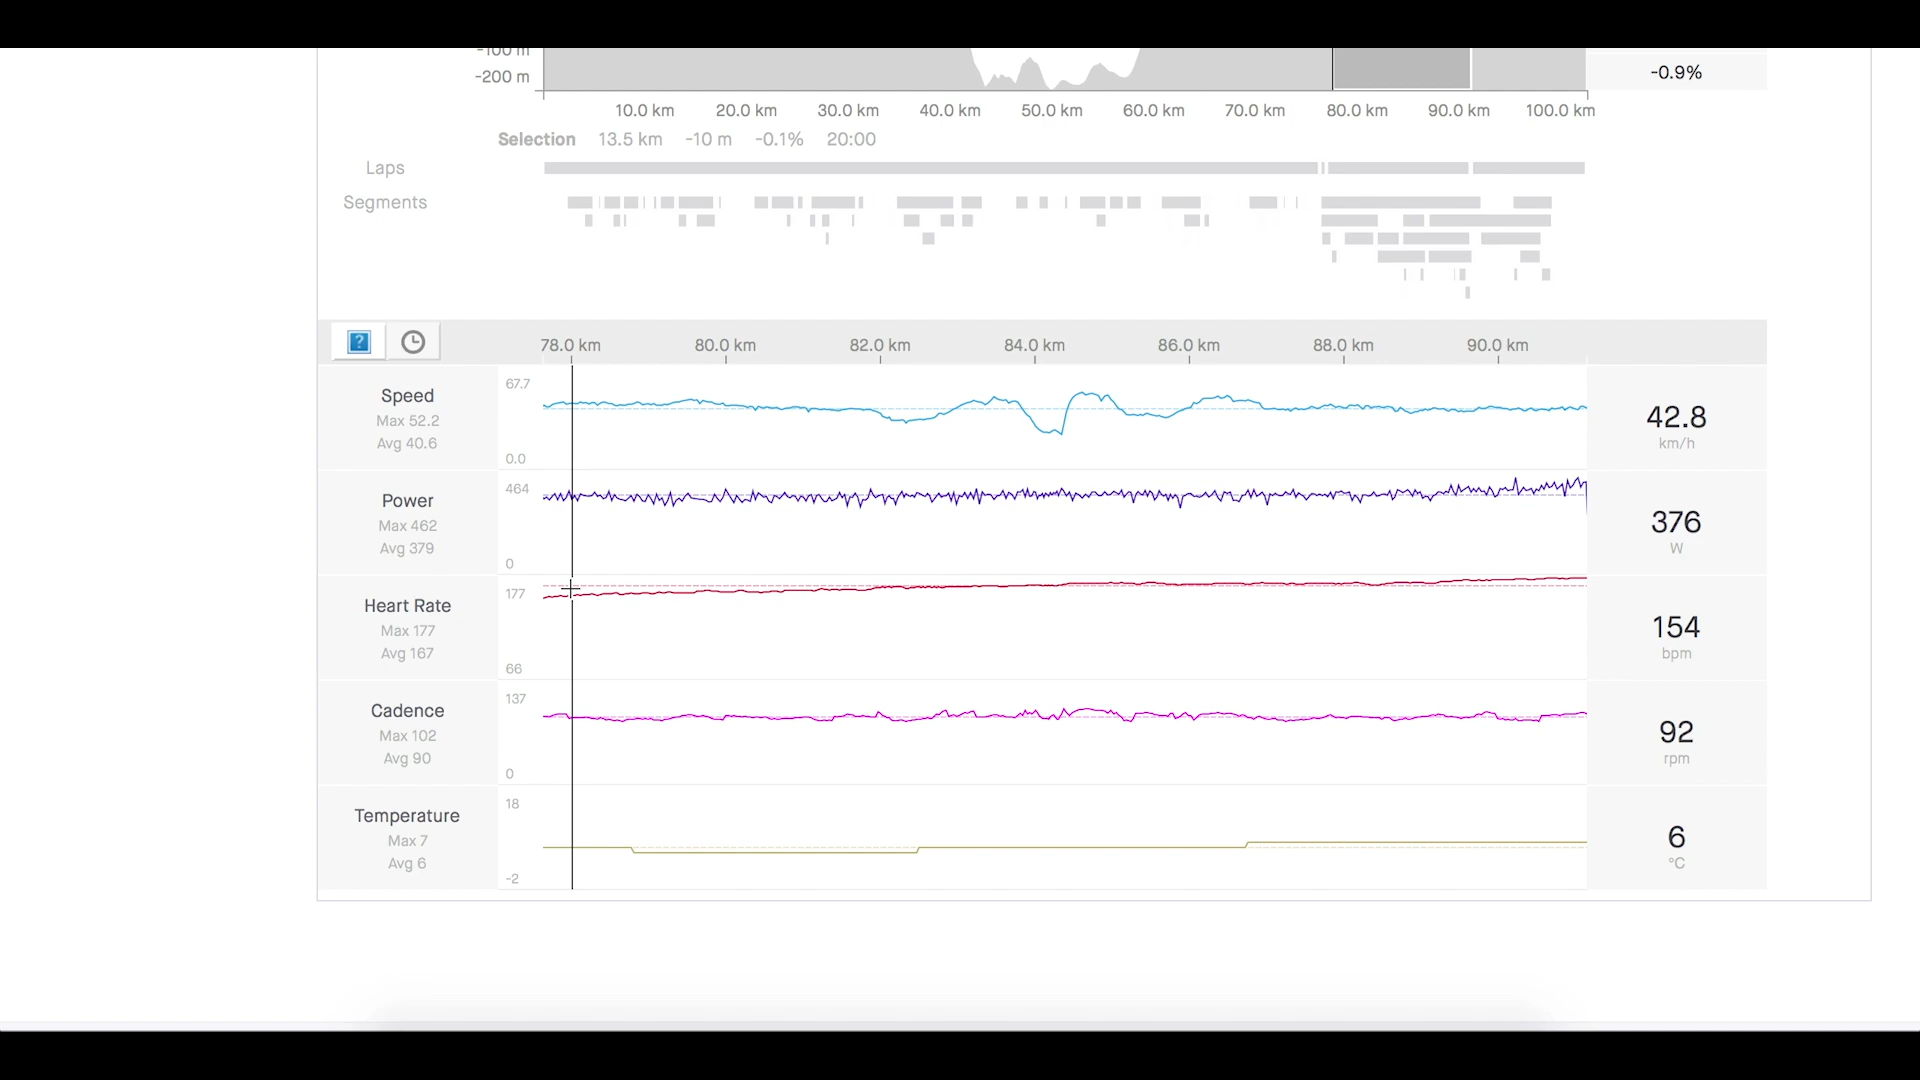 -100 m
-200 m
-0.9%
10.0 km 20.0 km 30.0 km 40.0 km 50.0 km 60.0 km 70.0 km 80.0 km 90.0 km 100.0 km
Selection 13.5 km -10 m -0.1% 20:00
Laps
Segments
? 78.0 km 80.0 km 82.0 km 84.0 km 86.0 km 88.0 km 90.0 km
67.7
Speed
Max 52.2
Avg 40.6
0.0
42.8
km/h
464
Power
Max 462
Avg 379
0
376
W
177
Heart Rate
Max 177
Avg 167
66
154
bpm
137
Cadence
Max 102
Avg 90
0
92
rpm
18
Temperature
Max 7
Avg 6
-2
6
°C